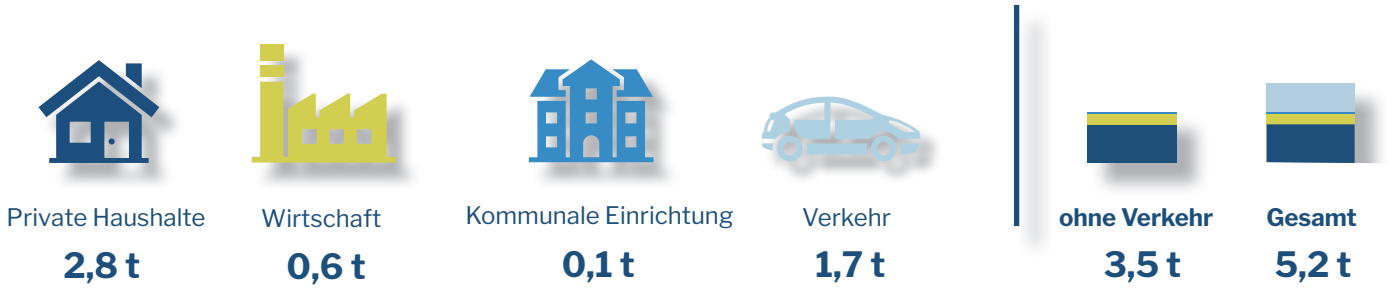 Private Haushalte
2,8 t
Wirtschaft
0,6 t
Kommunale Einrichtung
0,1 t
Verkehr
1,7 t
ohne Verkehr
3,5 t
Gesamt
5,2 t